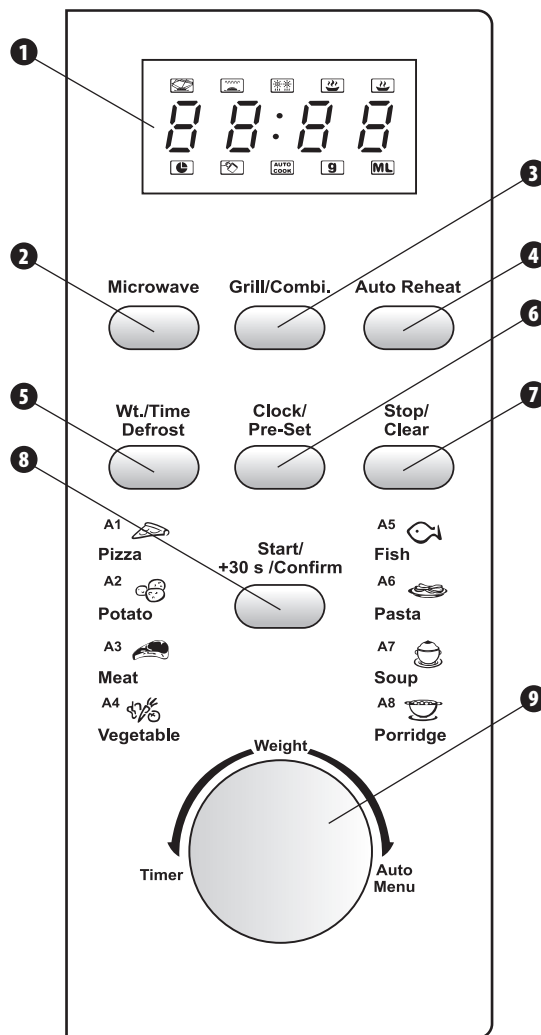 1
88:88
AUTO
COOK
g
ML
3
2
4
Microwave
Grill/Combi.
Auto Reheat
6
5
7
Wt./Time
Defrost
Clock/
Pre-Set
Stop/
Clear
8
A1
Pizza
Start/
+30 s /Confirm
A5
Fish
A2
Potato
A6
Pasta
A3
Meat
A7
Soup
A4
Vegetable
A8
Porridge
9
Weight
Timer
Auto
Menu